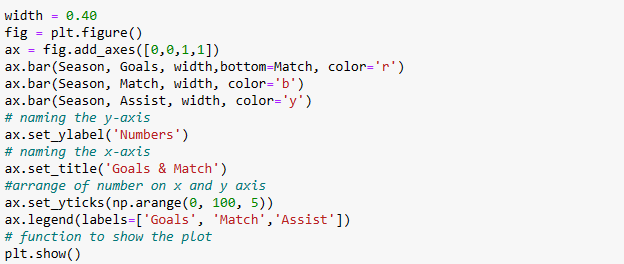 width = 0.40
fig = plt.figure()
ax = fig.add_axes([0,0,1,1])
ax.bar(Season, Goals, width,bottom=Match, color='r')
ax.bar(Season, Match, width, color='b')
ax.bar(Season, Assist, width, color='y')
# naming the y-axis
ax.set_ylabel('Numbers')
# naming the x-axis
ax.set_title('Goals & Match')
#arrange of number on x and y axis
ax.set_yticks(np.arange(0, 100, 5))
ax.legend(labels=['Goals', 'Match','Assist'])
# function to show the plot
plt.show()